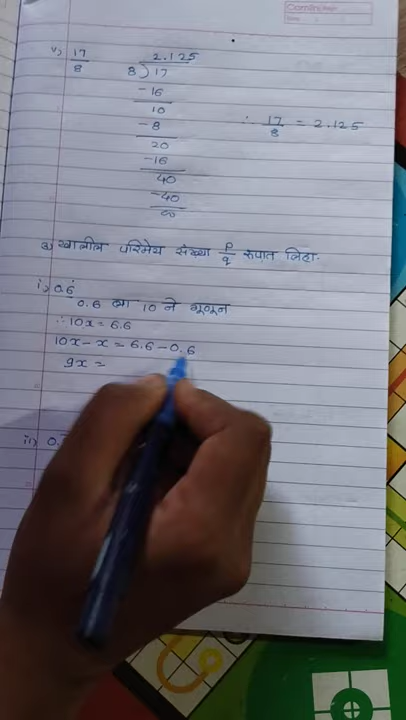 v) 17/8
2.125
8)17
-16
10
-8
20
-16
40
-40
00
∴ 17/8 = 2.125
3) खालील परिमेय संख्या p/q रुपात लिहा.
i) 0.6̇
0.6 ला 10 ने गूणून
∴ 10x = 6.6
10x - x = 6.6 - 0.6
9x =
ii) 0.